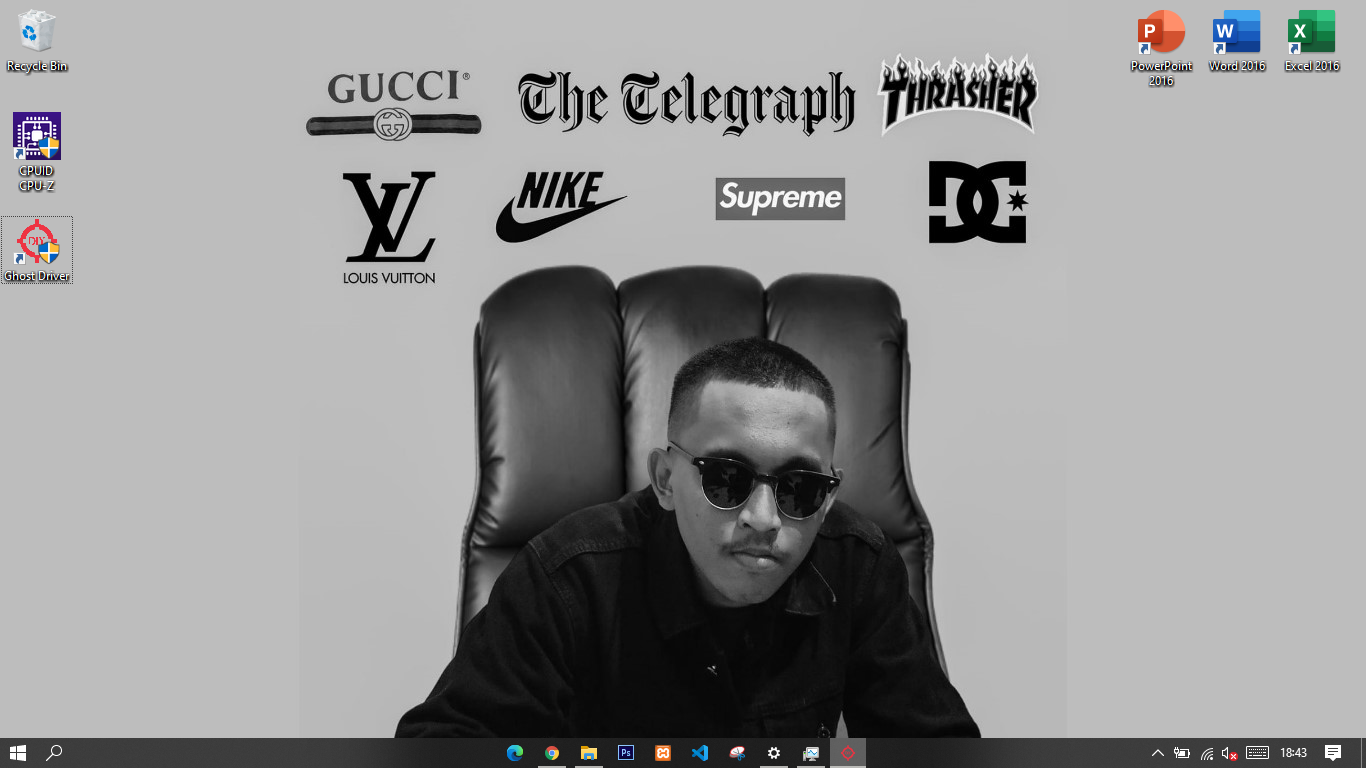 Recycle Bin
CPUID
CPU-Z
DIY
Ghost Driver
GUCCI®
The Telegraph
THRASHER
LOUIS VUITTON
LV
NIKE
Supreme
DC
P
PowerPoint
2016
W
Word 2016
X
Excel 2016
Ps
18:43